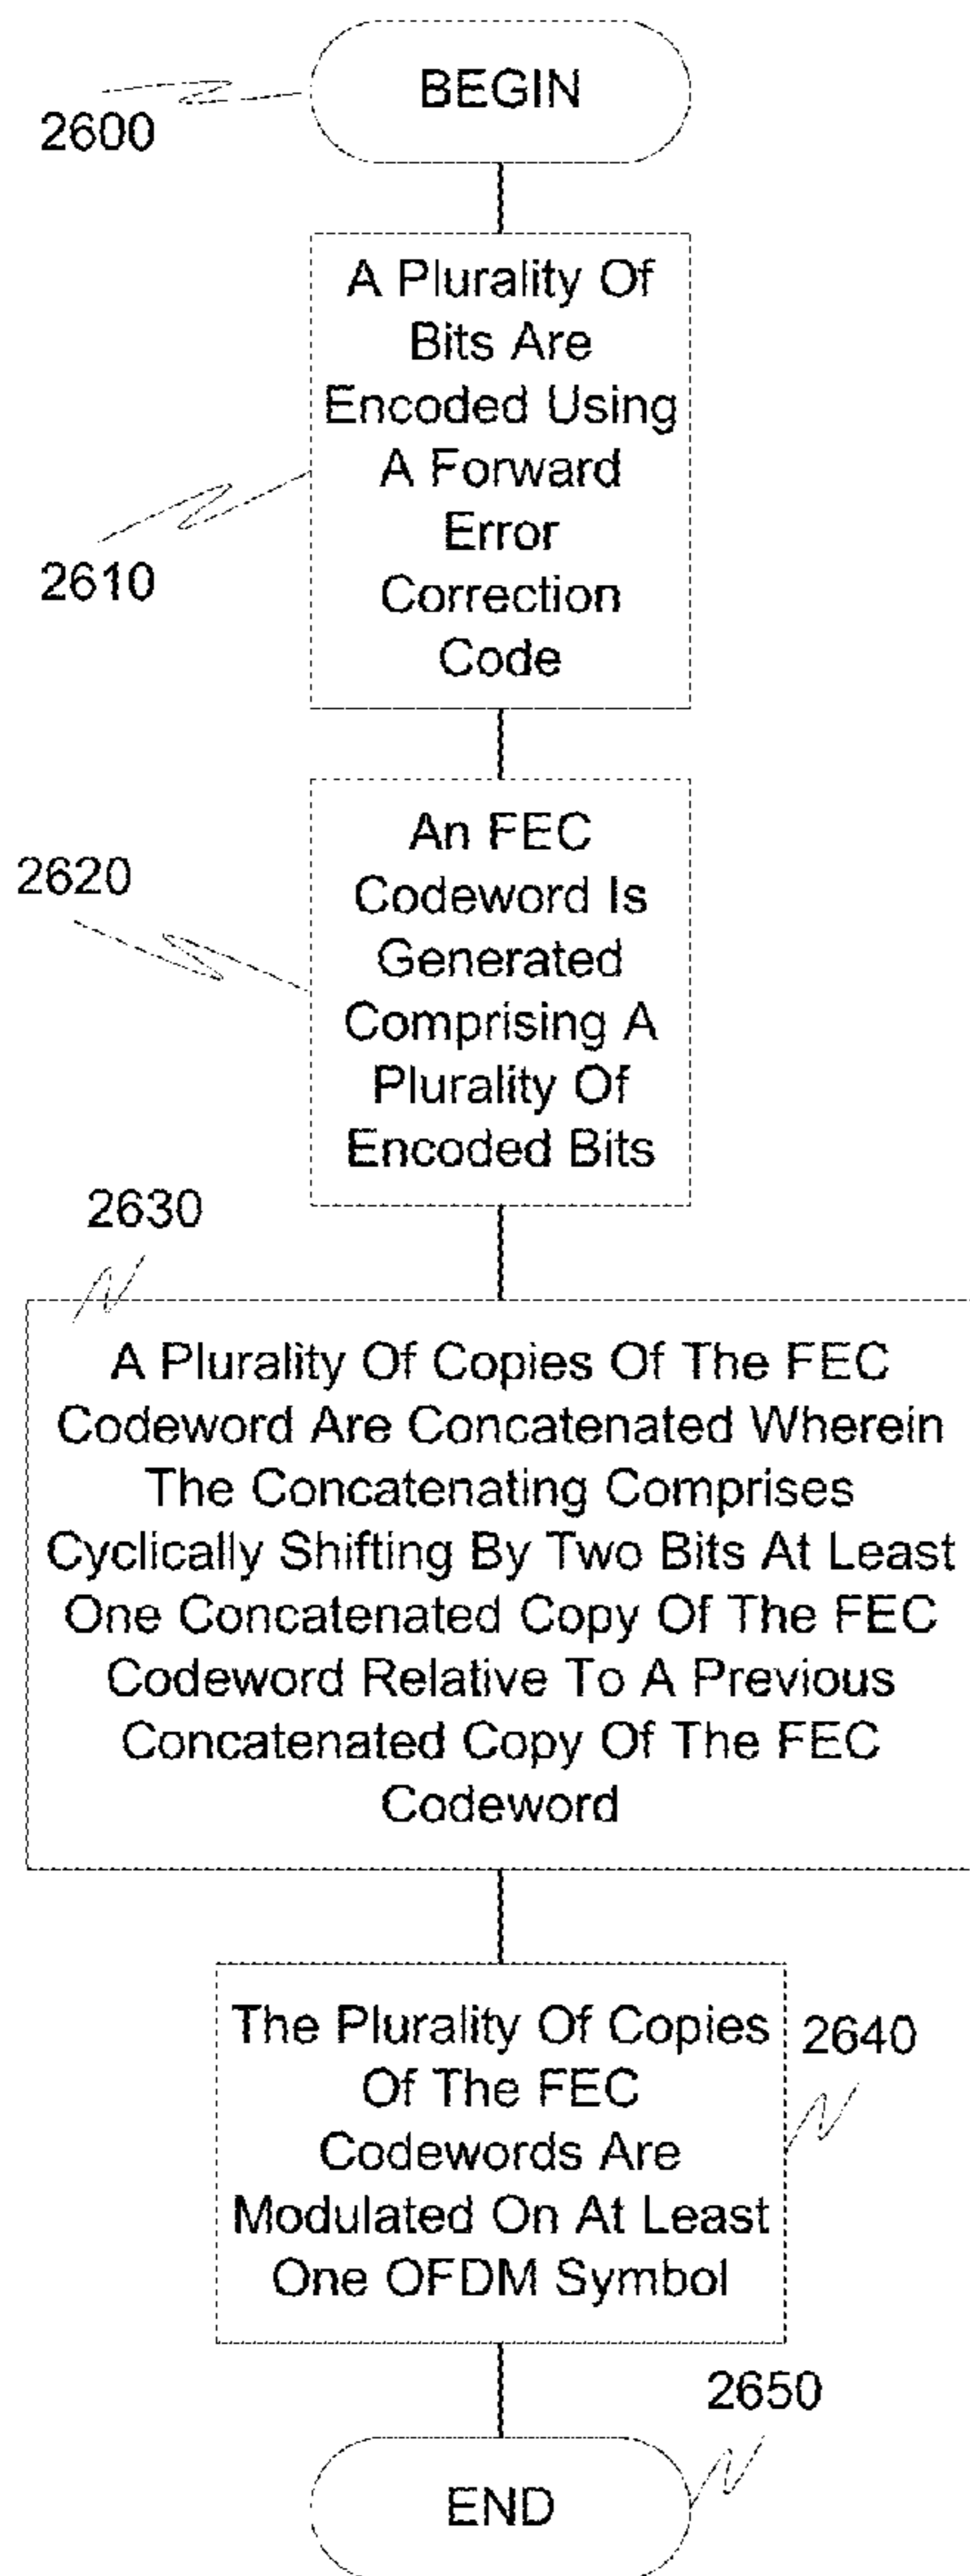 BEGIN
2600
A Plurality Of
Bits Are
Encoded Using
A Forward
Error
Correction
Code
2610
An FEC
Codeword Is
Generated
Comprising A
Plurality Of
Encoded Bits
2620
2630
A Plurality Of Copies Of The FEC
Codeword Are Concatenated Wherein
The Concatenating Comprises
Cyclically Shifting By Two Bits At Least
One Concatenated Copy Of The FEC
Codeword Relative To A Previous
Concatenated Copy Of The FEC
Codeword
The Plurality Of Copies
Of The FEC
Codewords Are
Modulated On At Least
One OFDM Symbol
2640
2650
END